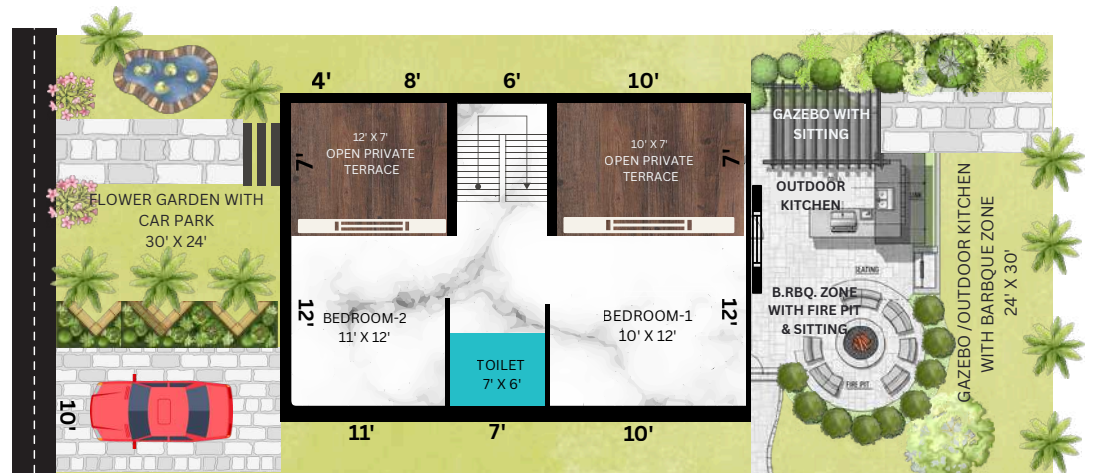 4'
8'
6'
10'
12' X 7'
OPEN PRIVATE
TERRACE
7'
10' X 7'
OPEN PRIVATE
TERRACE
7'
GAZEBO WITH
SITTING
OUTDOOR
KITCHEN
SEATING
B.RBQ. ZONE
WITH FIRE PIT
& SITTING
FIRE PIT
GAZEBO /OUTDOOR KITCHEN
WITH BARBQUE ZONE
24' X 30'
FLOWER GARDEN WITH
CAR PARK
30' X 24'
12'
BEDROOM-2
11' X 12'
BEDROOM-1
10' X 12'
12'
TOILET
7' X 6'
10'
11'
7'
10'